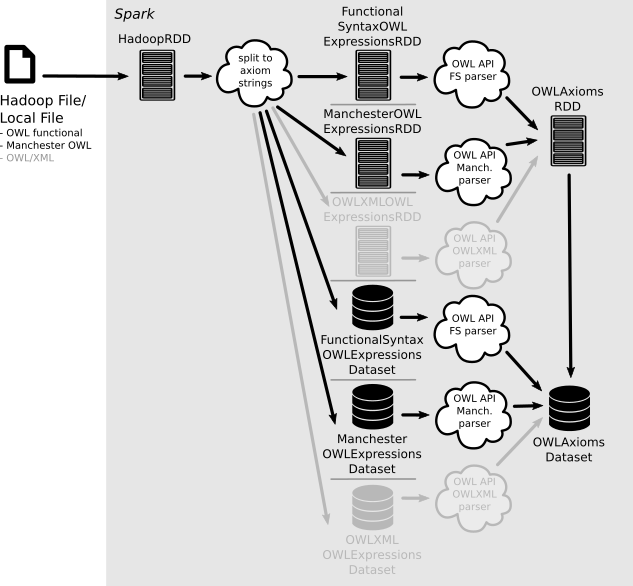 Spark
Hadoop File/
Local File
- OWL functional
- Manchester OWL
- OWL/XML
HadoopRDD
split to
axiom
strings
Functional
SyntaxOWL
ExpressionsRDD
OWL API
FS parser
ManchesterOWL
ExpressionsRDD
OWL API
Manch.
parser
OWLXMLOWL
ExpressionsRDD
OWL API
OWLXML
parser
OWLAxioms
RDD
FunctionalSyntax
OWLExpressions
Dataset
OWL API
FS parser
Manchester
OWLExpressions
Dataset
OWL API
Manch.
parser
OWLXML
OWLExpressions
Dataset
OWL API
OWLXML
parser
OWLAxioms
Dataset